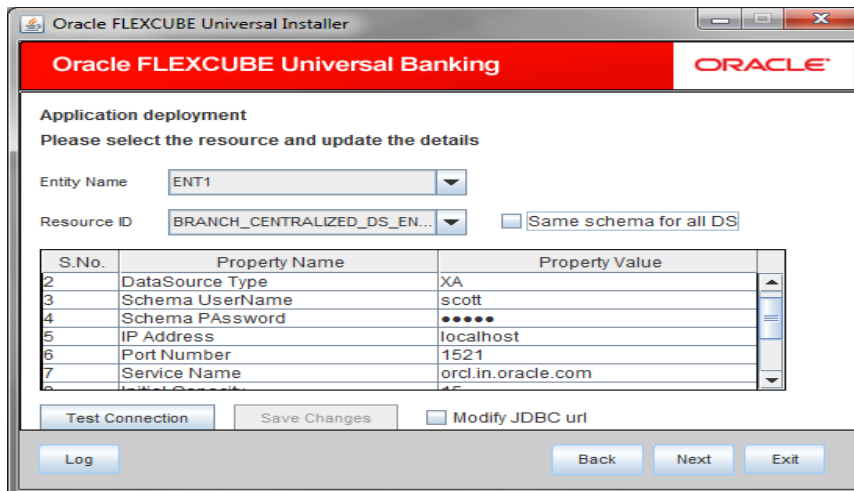 Oracle FLEXCUBE Universal Installer
Oracle FLEXCUBE Universal Banking
ORACLE
Application deployment
Please select the resource and update the details
Entity Name ENT1
Resource ID BRANCH_CENTRALIZED_DS_EN... Same schema for all DS
S.No. Property Name Property Value
2 DataSource Type XA
3 Schema UserName scott
4 Schema PAssword •••••
5 IP Address localhost
6 Port Number 1521
7 Service Name orcl.in.oracle.com
Test Connection Save Changes Modify JDBC url
Log Back Next Exit